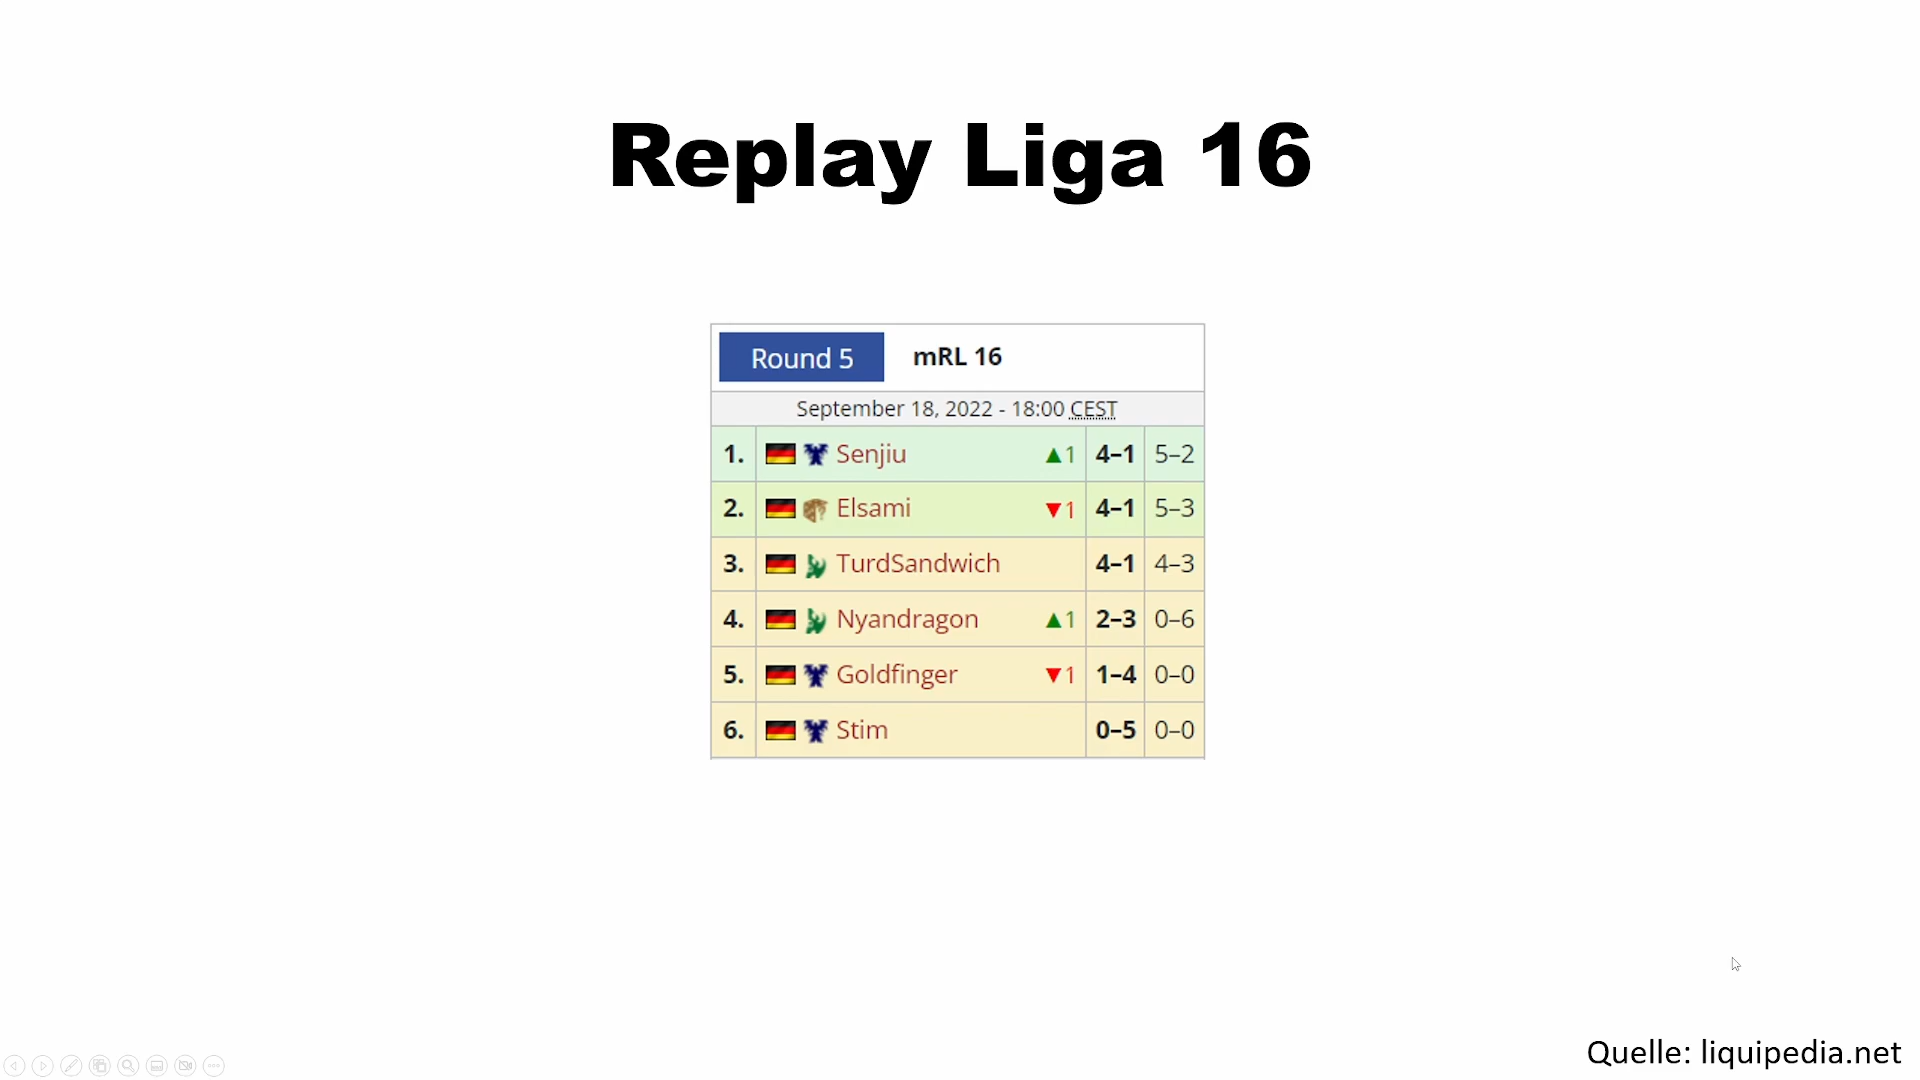 Replay Liga 16
Round 5 mRL 16
September 18, 2022 - 18:00 CEST
1. Senjiu ▲1 4–1 5–2
2. Elsami ▼1 4–1 5–3
3. TurdSandwich 4–1 4–3
4. Nyandragon ▲1 2–3 0–6
5. Goldfinger ▼1 1–4 0–0
6. Stim 0–5 0–0
Quelle: liquipedia.net